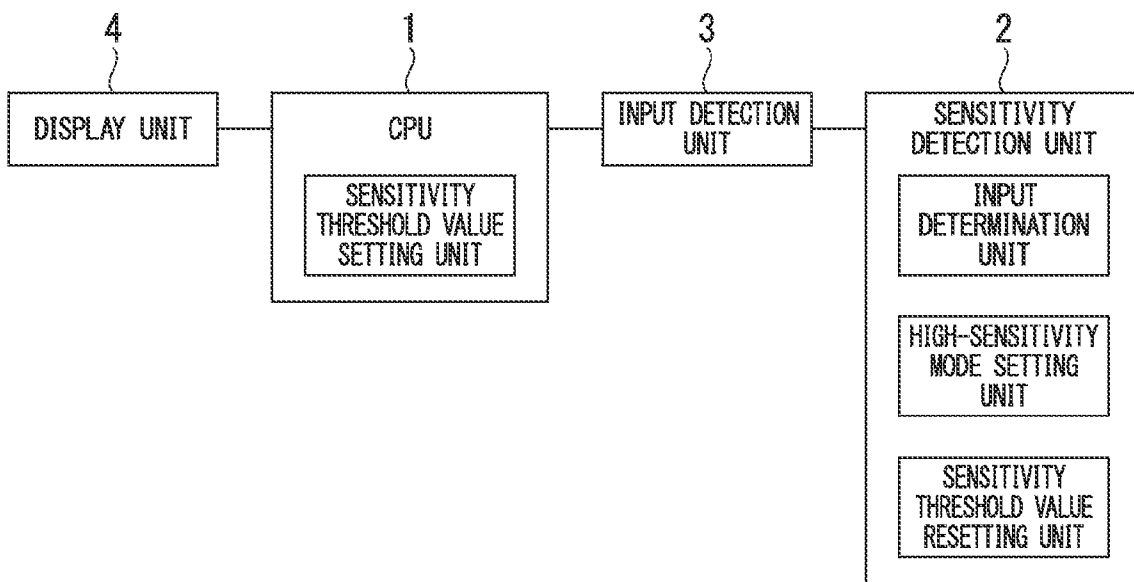 4
1
3
2
DISPLAY UNIT
CPU
SENSITIVITY
THRESHOLD VALUE
SETTING UNIT
INPUT DETECTION
UNIT
SENSITIVITY
DETECTION UNIT
INPUT
DETERMINATION
UNIT
HIGH-SENSITIVITY
MODE SETTING
UNIT
SENSITIVITY
THRESHOLD VALUE
RESETTING UNIT